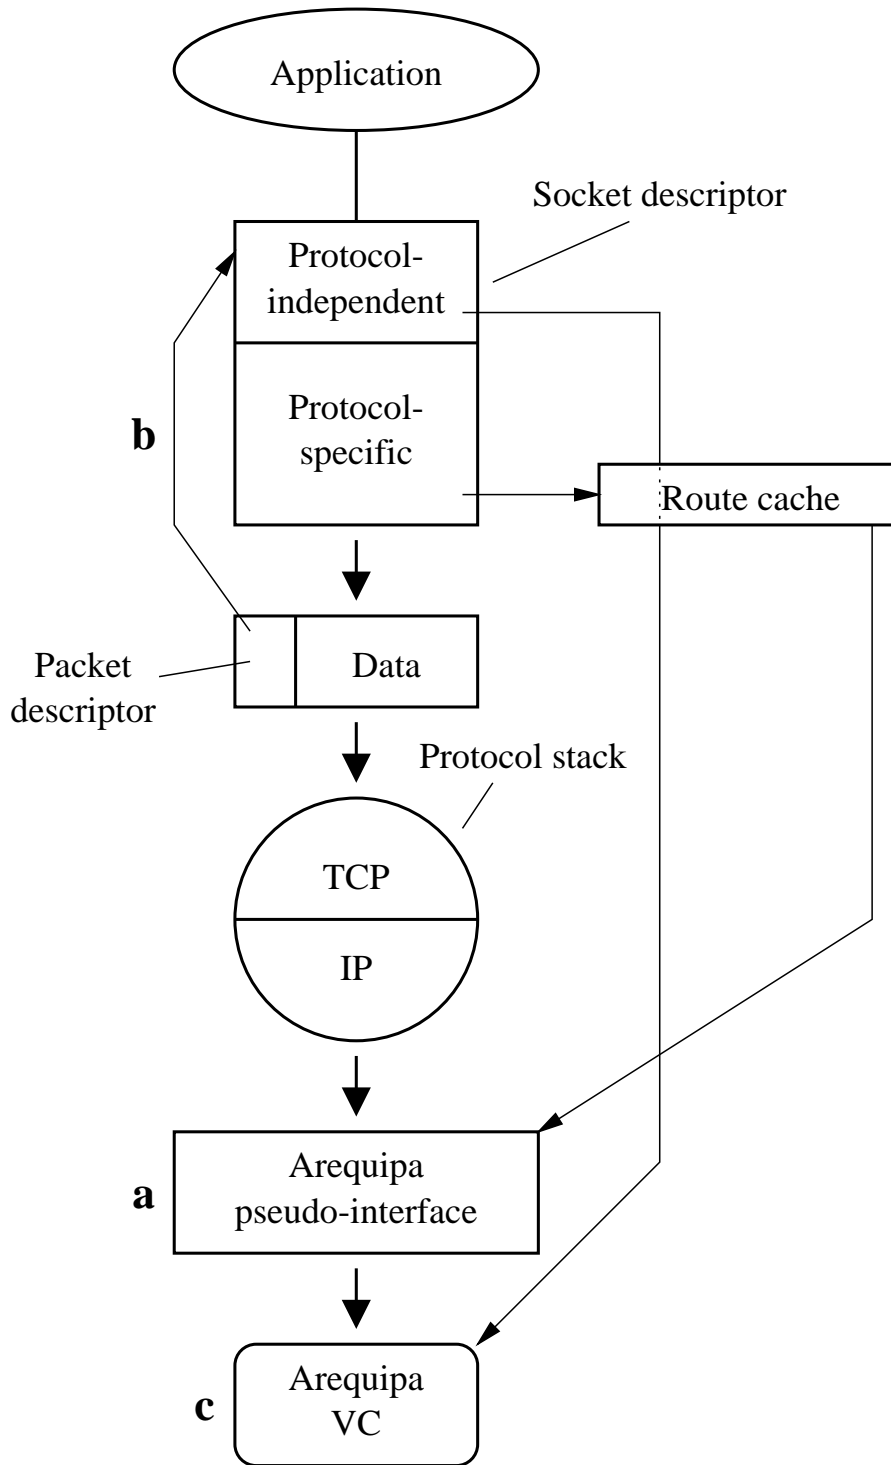 Application
Socket descriptor
Protocol-
independent
b
Protocol-
specific
Route cache
Packet
descriptor
Data
Protocol stack
TCP
IP
a
Arequipa
pseudo-interface
c
Arequipa
VC